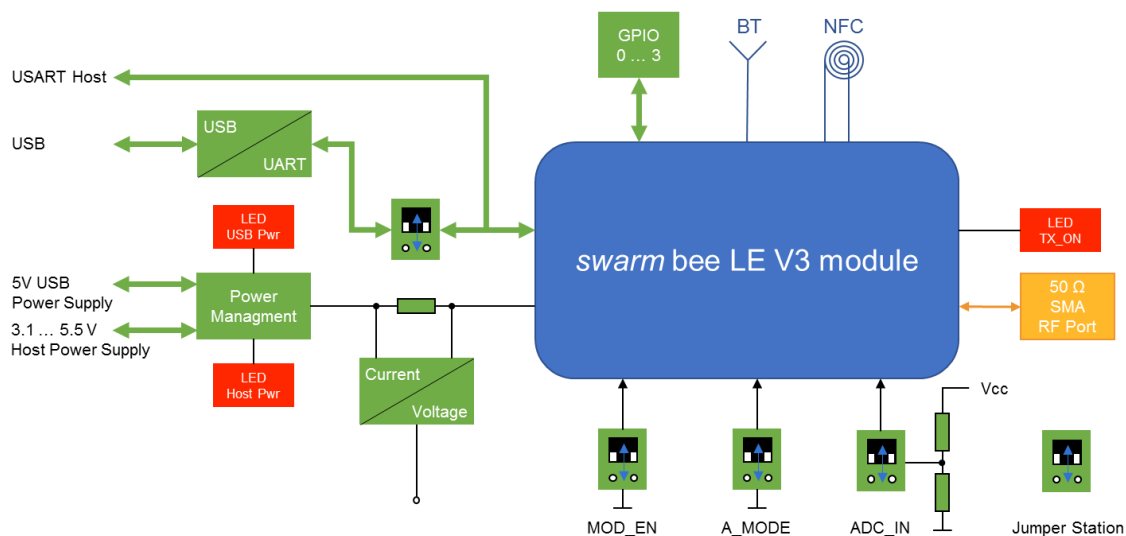 GPIO
0 ... 3
BT
NFC
USART Host
USB
USB
UART
LED
USB Pwr
swarm bee LE V3 module
LED
TX_ON
5V USB
Power Supply
Power
Managment
50 Ω
SMA
RF Port
3.1 ... 5.5 V
Host Power Supply
LED
Host Pwr
Current
Voltage
Vcc
MOD_EN
A_MODE
ADC_IN
Jumper Station